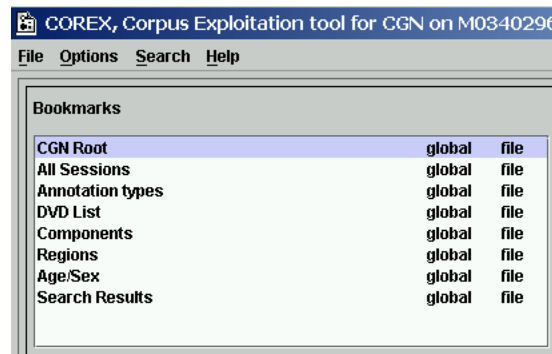 COREX, Corpus Exploitation tool for CGN on M0340296
File Options Search Help
Bookmarks
CGN Root global file
All Sessions global file
Annotation types global file
DVD List global file
Components global file
Regions global file
Age/Sex global file
Search Results global file